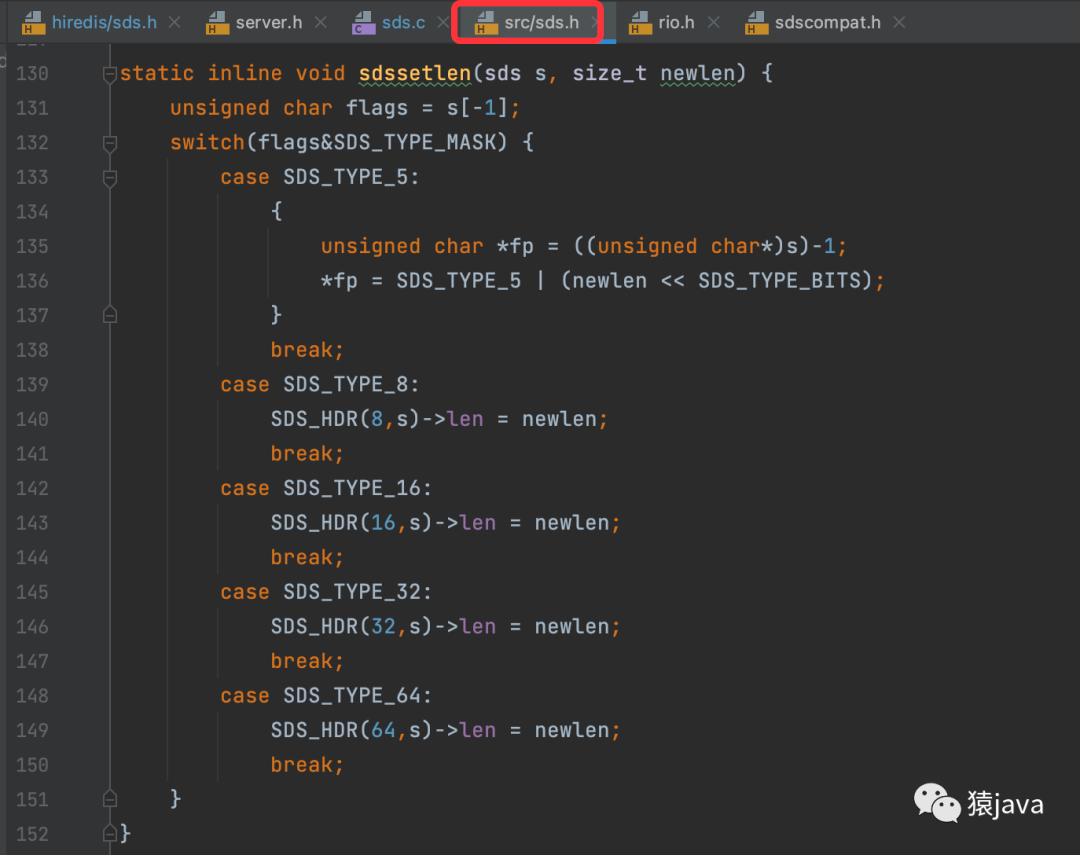 hiredis/sds.h server.h sds.c src/sds.h rio.h sdscompat.h
130 static inline void sdssetlen(sds s, size_t newlen) {
131 unsigned char flags = s[-1];
132 switch(flags&SDS_TYPE_MASK) {
133 case SDS_TYPE_5:
134 {
135 unsigned char *fp = ((unsigned char*)s)-1;
136 *fp = SDS_TYPE_5 | (newlen << SDS_TYPE_BITS);
137 }
138 break;
139 case SDS_TYPE_8:
140 SDS_HDR(8,s)->len = newlen;
141 break;
142 case SDS_TYPE_16:
143 SDS_HDR(16,s)->len = newlen;
144 break;
145 case SDS_TYPE_32:
146 SDS_HDR(32,s)->len = newlen;
147 break;
148 case SDS_TYPE_64:
149 SDS_HDR(64,s)->len = newlen;
150 break;
151 }
152 }
猿java